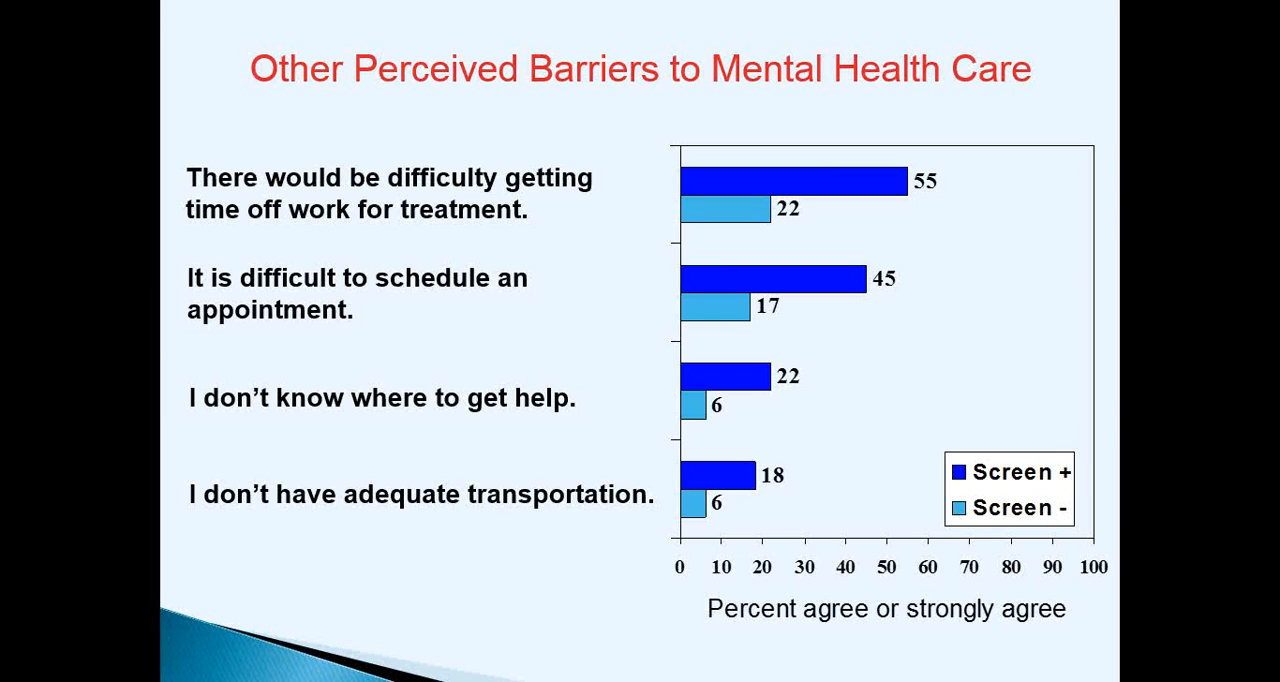 Other Perceived Barriers to Mental Health Care
There would be difficulty getting
time off work for treatment.
55
22
It is difficult to schedule an
appointment.
45
17
I don't know where to get help.
22
6
I don't have adequate transportation.
18
6
Screen +
Screen -
0 10 20 30 40 50 60 70 80 90 100
Percent agree or strongly agree